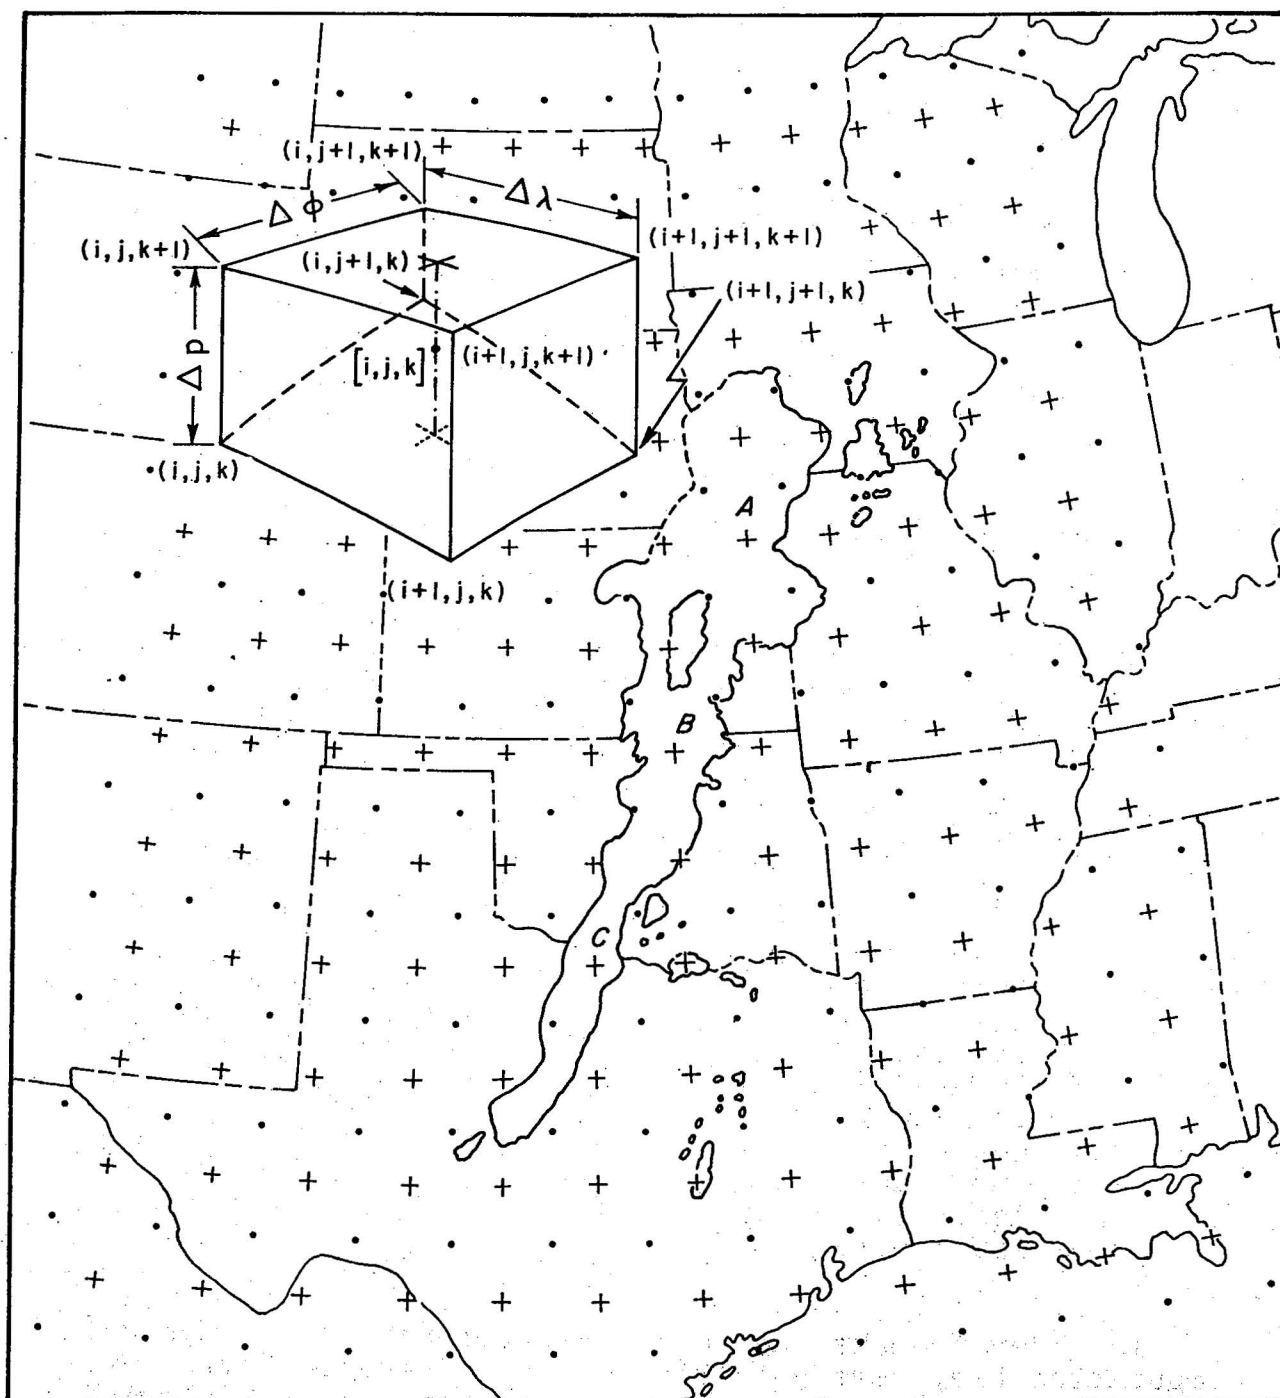 (i, j+1, k+1)
Δλ
Δϕ
(i, j, k+1)
(i+1, j+1, k+1)
(i, j+1, k)
(i+1, j+1, k)
Δp
[i, j, k]
(i+1, j, k+1)
(i, j, k)
(i+1, j, k)
A
B
C